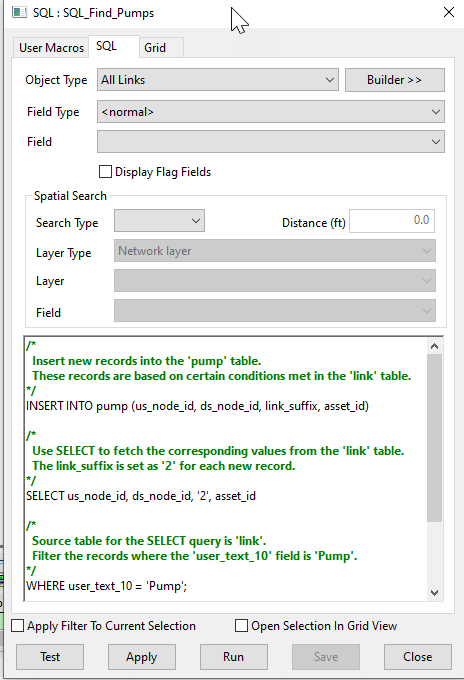 SQL : SQL_Find_Pumps
User Macros
SQL
Grid
Object Type
All Links
Builder >>
Field Type
<normal>
Field
Display Flag Fields
Spatial Search
Search Type
Distance (ft)
0.0
Layer Type
Network layer
Layer
Field
/*
Insert new records into the 'pump' table.
These records are based on certain conditions met in the 'link' table.
*/
INSERT INTO pump (us_node_id, ds_node_id, link_suffix, asset_id)
/*
Use SELECT to fetch the corresponding values from the 'link' table.
The link_suffix is set as '2' for each new record.
*/
SELECT us_node_id, ds_node_id, '2', asset_id
/*
Source table for the SELECT query is 'link'.
Filter the records where the 'user_text_10' field is 'Pump'.
*/
WHERE user_text_10 = 'Pump';
Apply Filter To Current Selection
Open Selection In Grid View
Test
Apply
Run
Save
Close